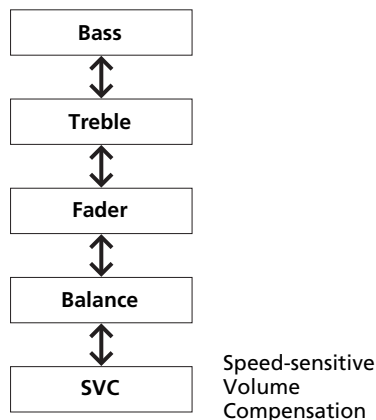 Bass
Treble
Fader
Balance
SVC
Speed-sensitive
Volume
Compensation